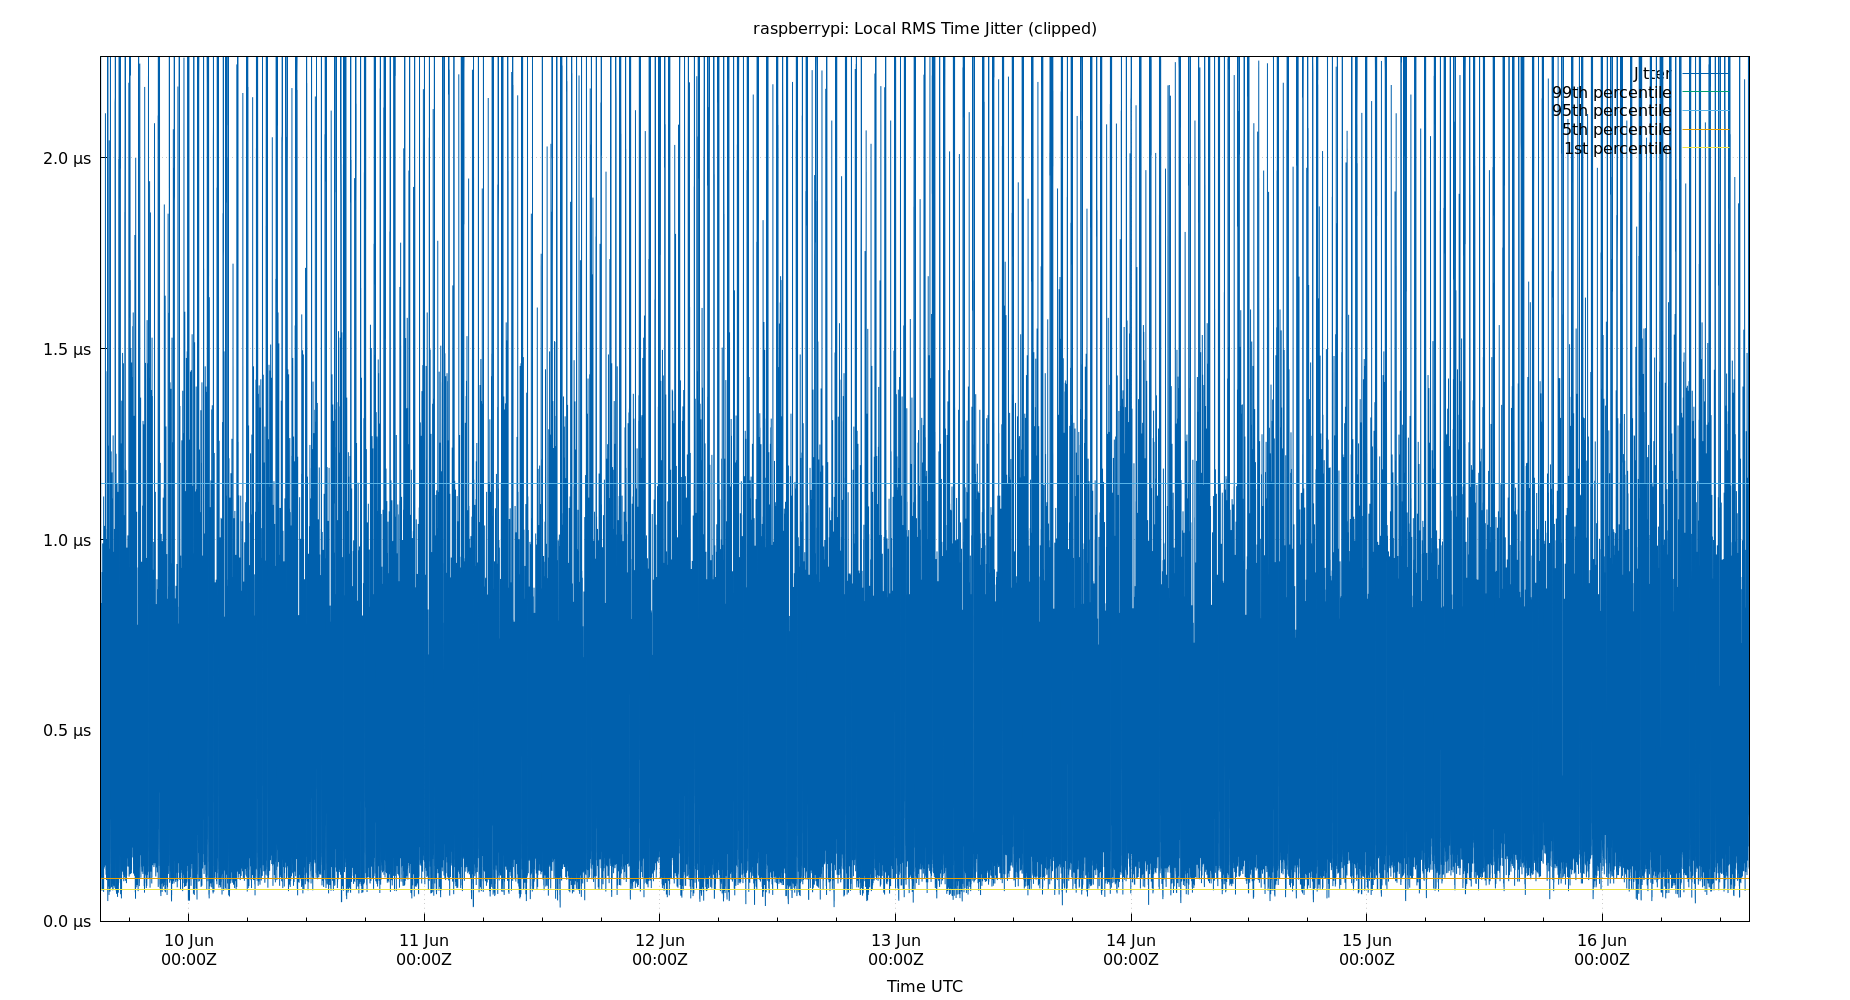 raspberrypi: Local RMS Time Jitter (clipped)
Jitter
99th percentile
95th percentile
5th percentile
1st percentile
2.0 µs
1.5 µs
1.0 µs
0.5 µs
0.0 µs
10 Jun 11 Jun 12 Jun 13 Jun 14 Jun 15 Jun 16 Jun
00:00Z 00:00Z 00:00Z 00:00Z 00:00Z 00:00Z 00:00Z
Time UTC